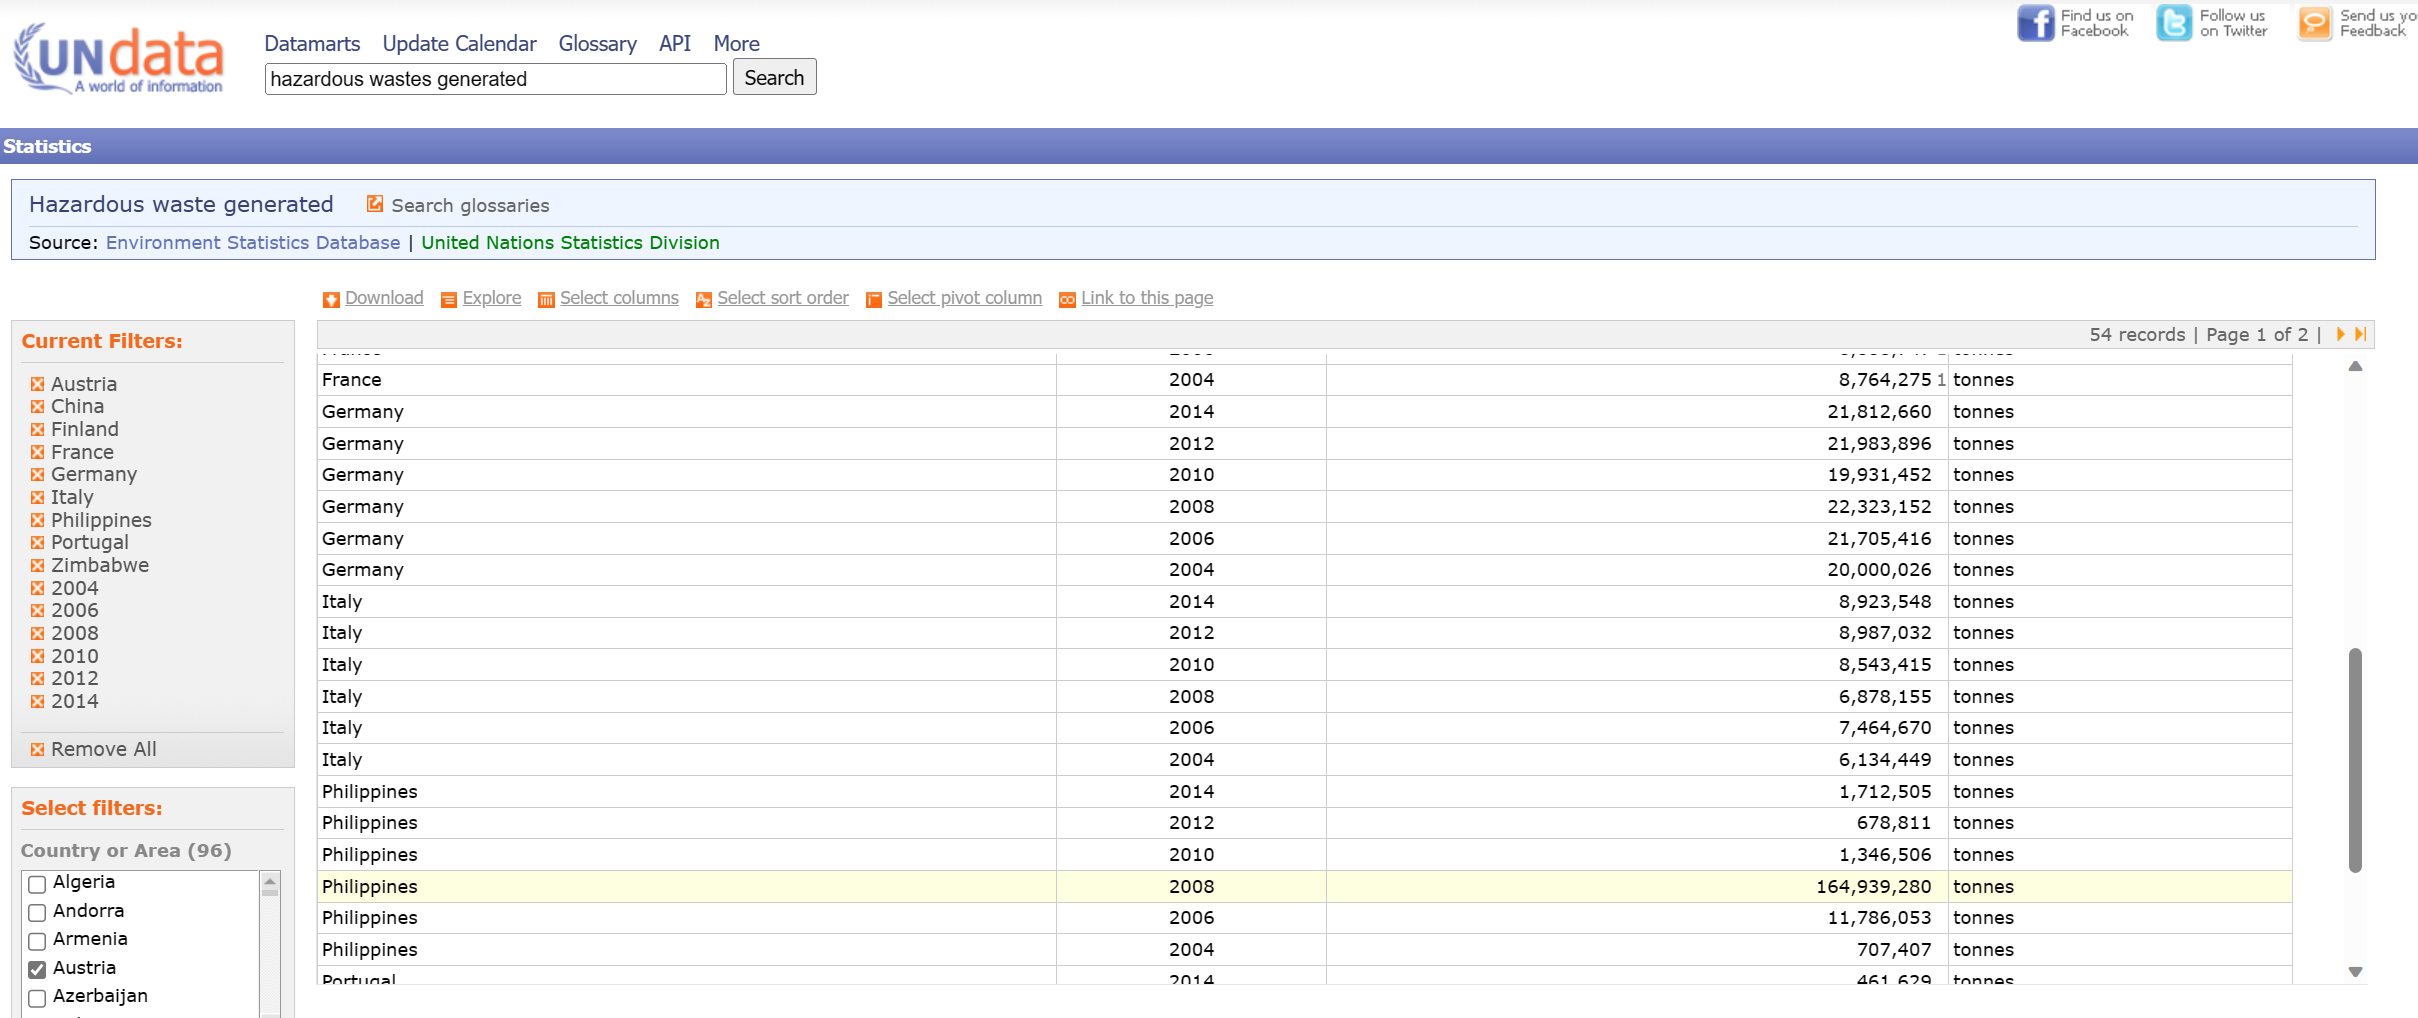 UNdata
A world of information
Datamarts Update Calendar Glossary API More
hazardous wastes generated Search
Find us on Facebook
Follow us on Twitter
Send us yo
Feedback
Statistics
Hazardous waste generated Search glossaries
Source: Environment Statistics Database | United Nations Statistics Division
Download Explore Select columns Select sort order Select pivot column Link to this page
54 records | Page 1 of 2 |
Current Filters:
Austria
China
Finland
France
Germany
Italy
Philippines
Portugal
Zimbabwe
2004
2006
2008
2010
2012
2014
Remove All
Select filters:
Country or Area (96)
Algeria
Andorra
Armenia
Austria
Azerbaijan
France 2004 8,764,275 1 tonnes
Germany 2014 21,812,660 tonnes
Germany 2012 21,983,896 tonnes
Germany 2010 19,931,452 tonnes
Germany 2008 22,323,152 tonnes
Germany 2006 21,705,416 tonnes
Germany 2004 20,000,026 tonnes
Italy 2014 8,923,548 tonnes
Italy 2012 8,987,032 tonnes
Italy 2010 8,543,415 tonnes
Italy 2008 6,878,155 tonnes
Italy 2006 7,464,670 tonnes
Italy 2004 6,134,449 tonnes
Philippines 2014 1,712,505 tonnes
Philippines 2012 678,811 tonnes
Philippines 2010 1,346,506 tonnes
Philippines 2008 164,939,280 tonnes
Philippines 2006 11,786,053 tonnes
Philippines 2004 707,407 tonnes
Portugal 2014 461,629 tonnes